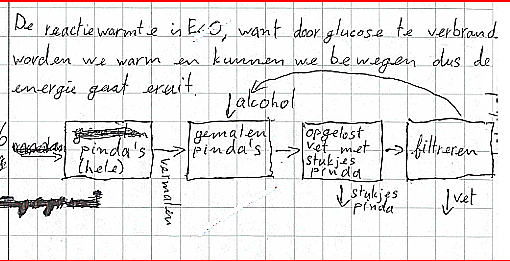 De reactiewarmte is E<0, want door glucose te verbrand
worden we warm en kunnen we bewegen dus de
energie gaat eruit.
alcohol
pinda's
(hele)
vermalen
gemalen
pinda's
opgelost
vet met
stukjes
pinda
filtreren
stukjes
pinda
vet